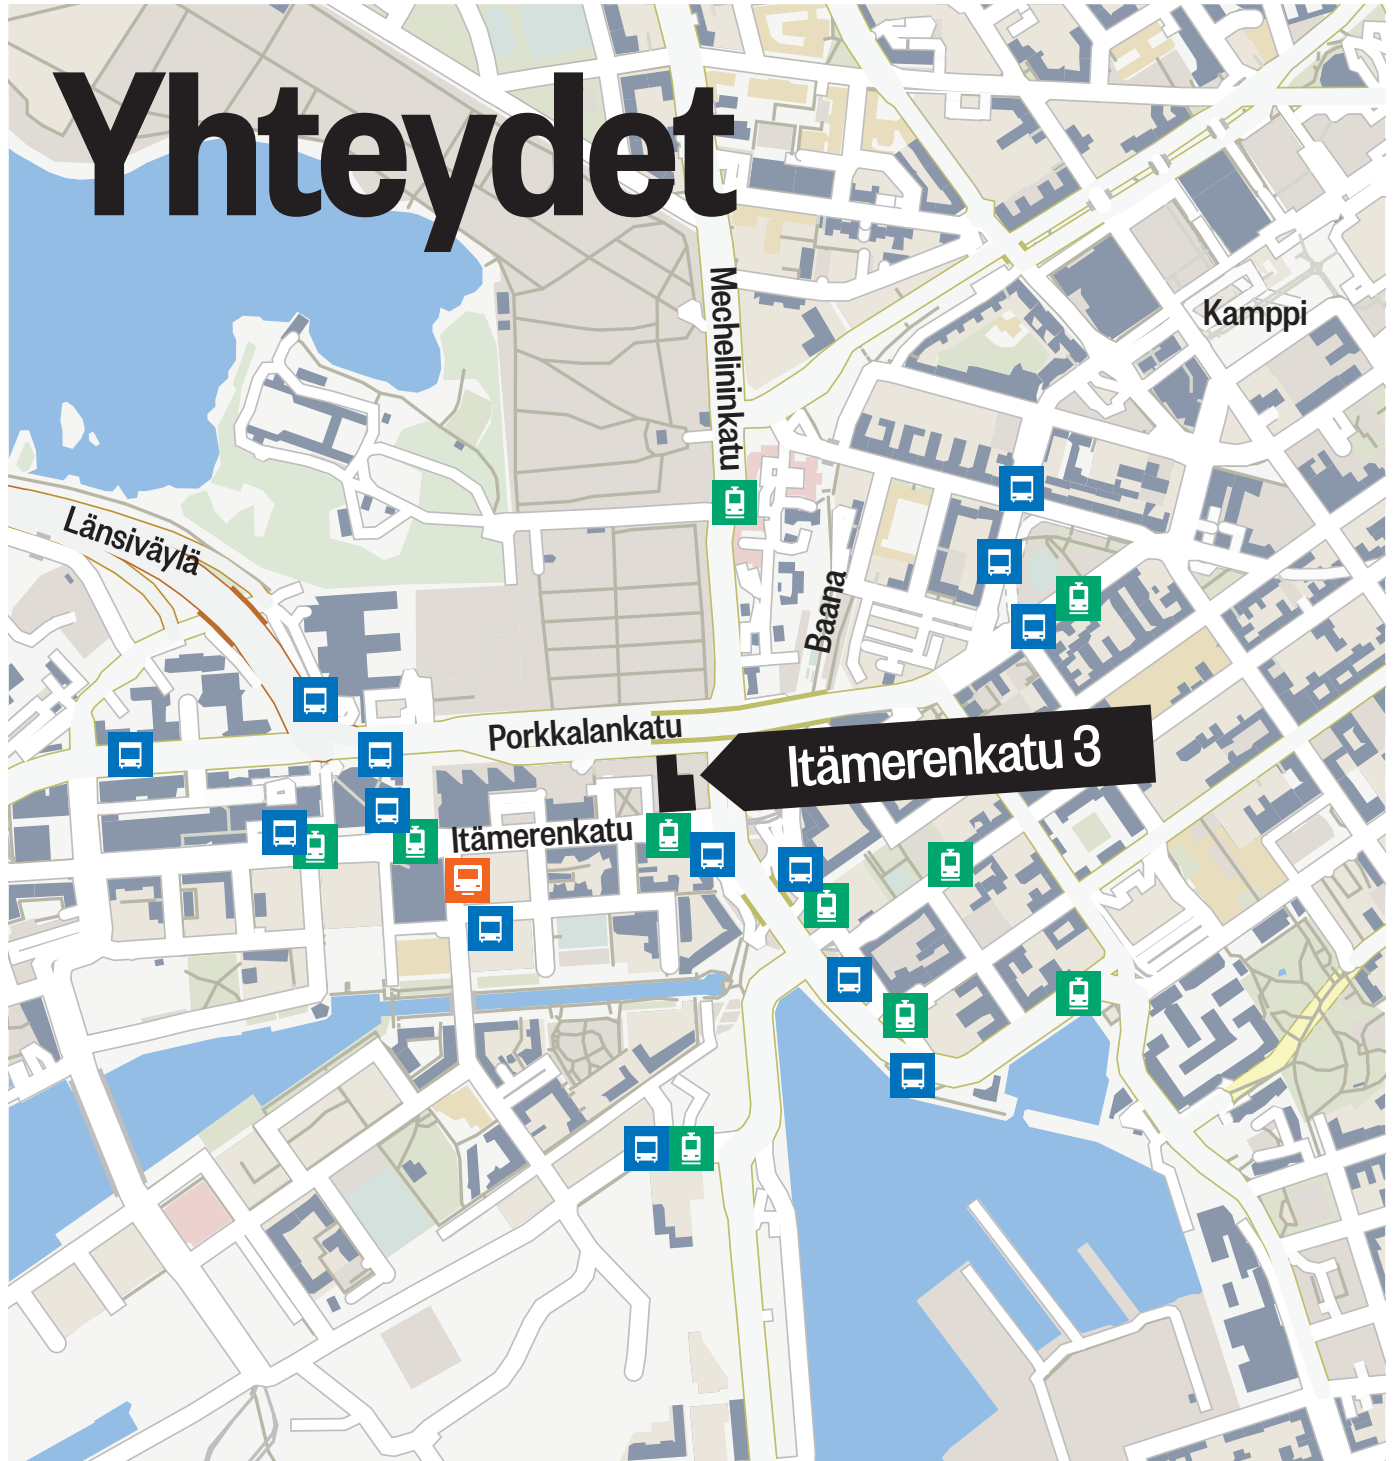 Yhteydet
Mechelininkatu
Kamppi
Länsiväylä
Baana
Porkkalankatu
Itämerenkatu 3
Itämerenkatu